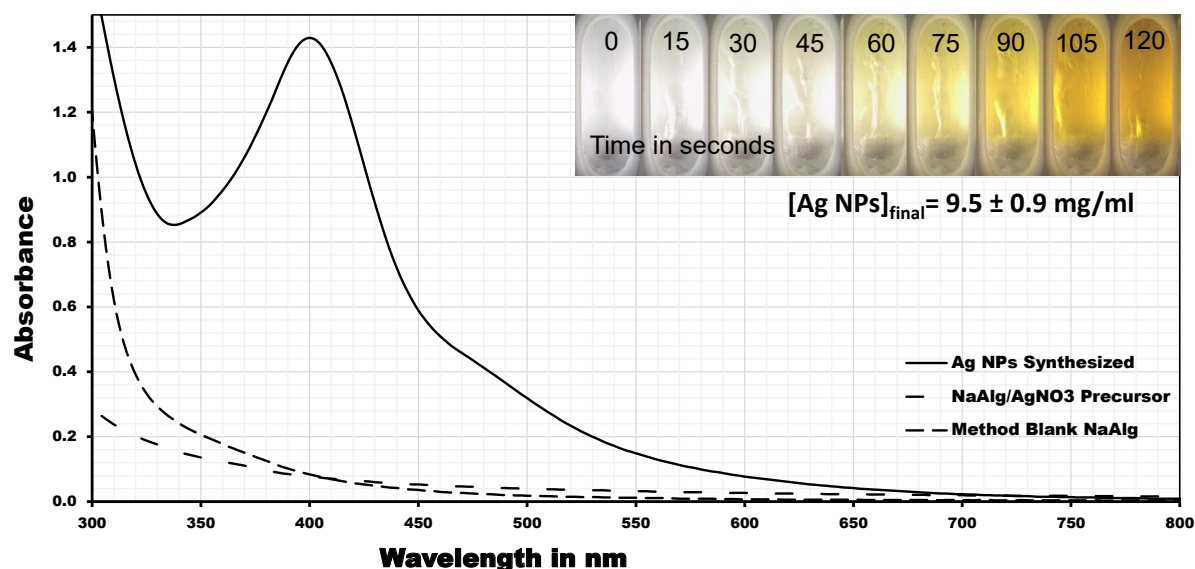 0 15 30 45 60 75 90 105 120
Time in seconds
[Ag NPs]final= 9.5 ± 0.9 mg/ml
1.4
1.2
1.0
0.8
0.6
0.4
0.2
0.0
Absorbance
Ag NPs Synthesized
NaAlg/AgNO3 Precursor
Method Blank NaAlg
300 350 400 450 500 550 600 650 700 750 800
Wavelength in nm